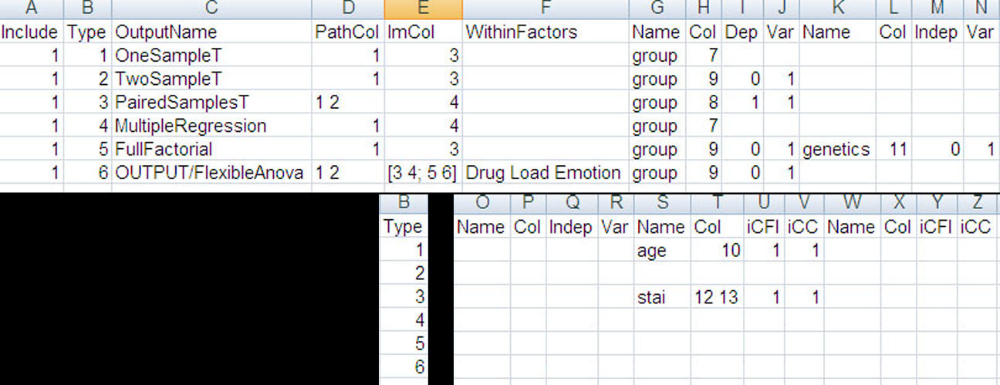 A B C D E F G H I J K L M N
Include Type OutputName PathCol ImCol WithinFactors Name Col Dep Var Name Col Indep Var
1 1 OneSampleT 1 3 group 7
1 2 TwoSampleT 1 3 group 9 0 1
1 3 PairedSamplesT 1 2 4 group 8 1 1
1 4 MultipleRegression 1 4 group 7
1 5 FullFactorial 1 3 group 9 0 1 genetics 11 0 1
1 6 OUTPUT/FlexibleAnova 1 2 [3 4; 5 6] Drug Load Emotion group 9 0 1
B O P Q R S T U V W X Y Z
Type Name Col Indep Var Name Col iCFI iCC Name Col iCFI iCC
1 age 10 1 1
2
3 stai 12 13 1 1
4
5
6